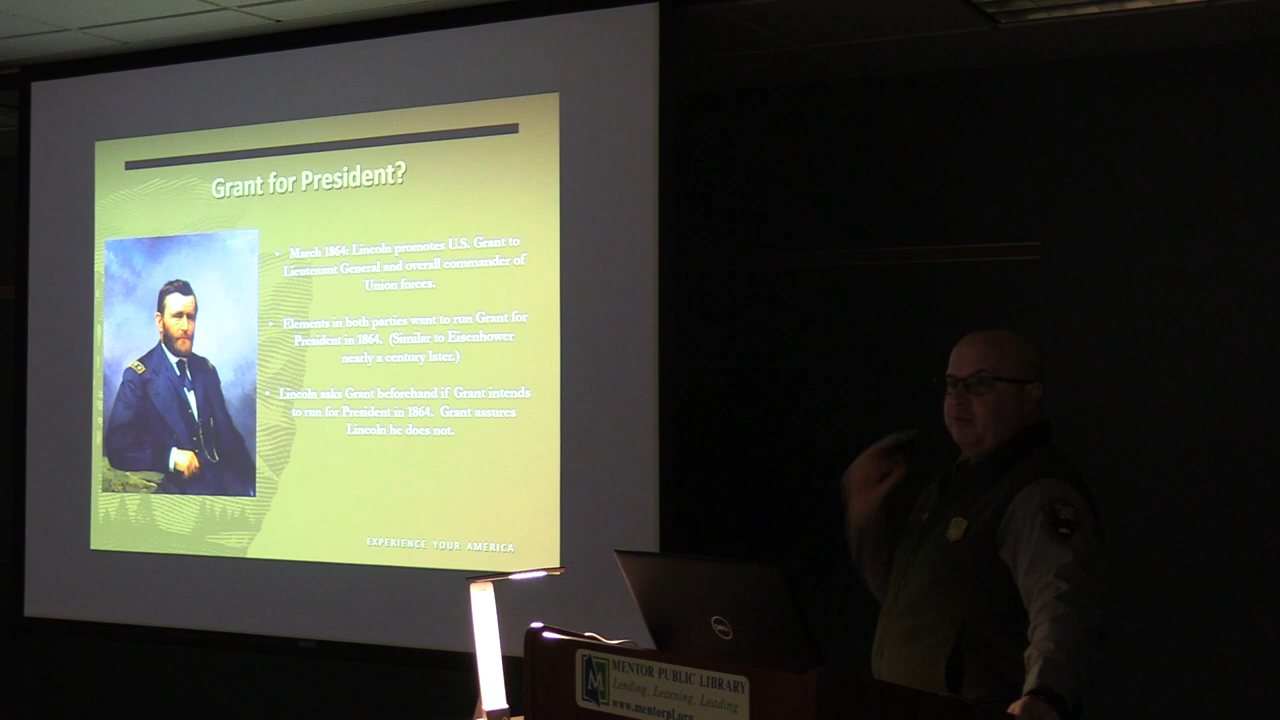 Grant for President?
• March 1864: Lincoln promotes U.S. Grant to
Lieutenant General and overall commander of
Union forces.
• Elements in both parties want to run Grant for
President in 1864. (Similar to Eisenhower
nearly a century later.)
• Lincoln asks Grant beforehand if Grant intends
to run for President in 1864. Grant assures
Lincoln he does not.
EXPERIENCE YOUR AMERICA
DELL
M
MENTOR PUBLIC LIBRARY
Lending, Learning, Leading
www.mentorpl.org